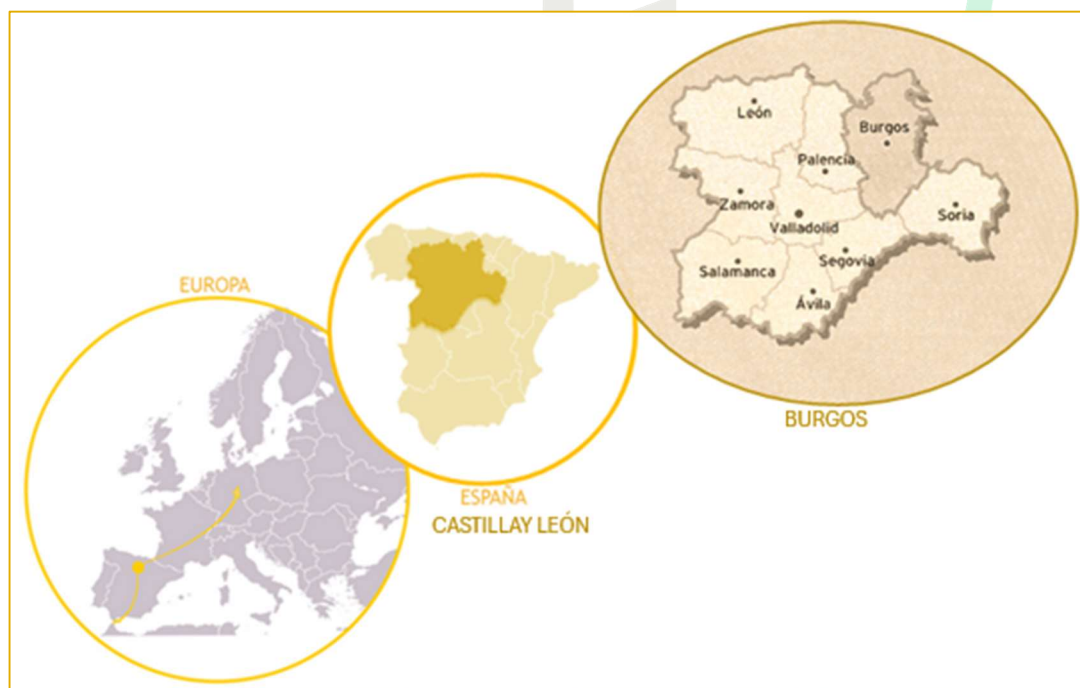 EUROPA
ESPAÑA
CASTILLAY LEÓN
León
Burgos
Palencia
Zamora
Valladolid
Soria
Salamanca
Segovia
Ávila
BURGOS